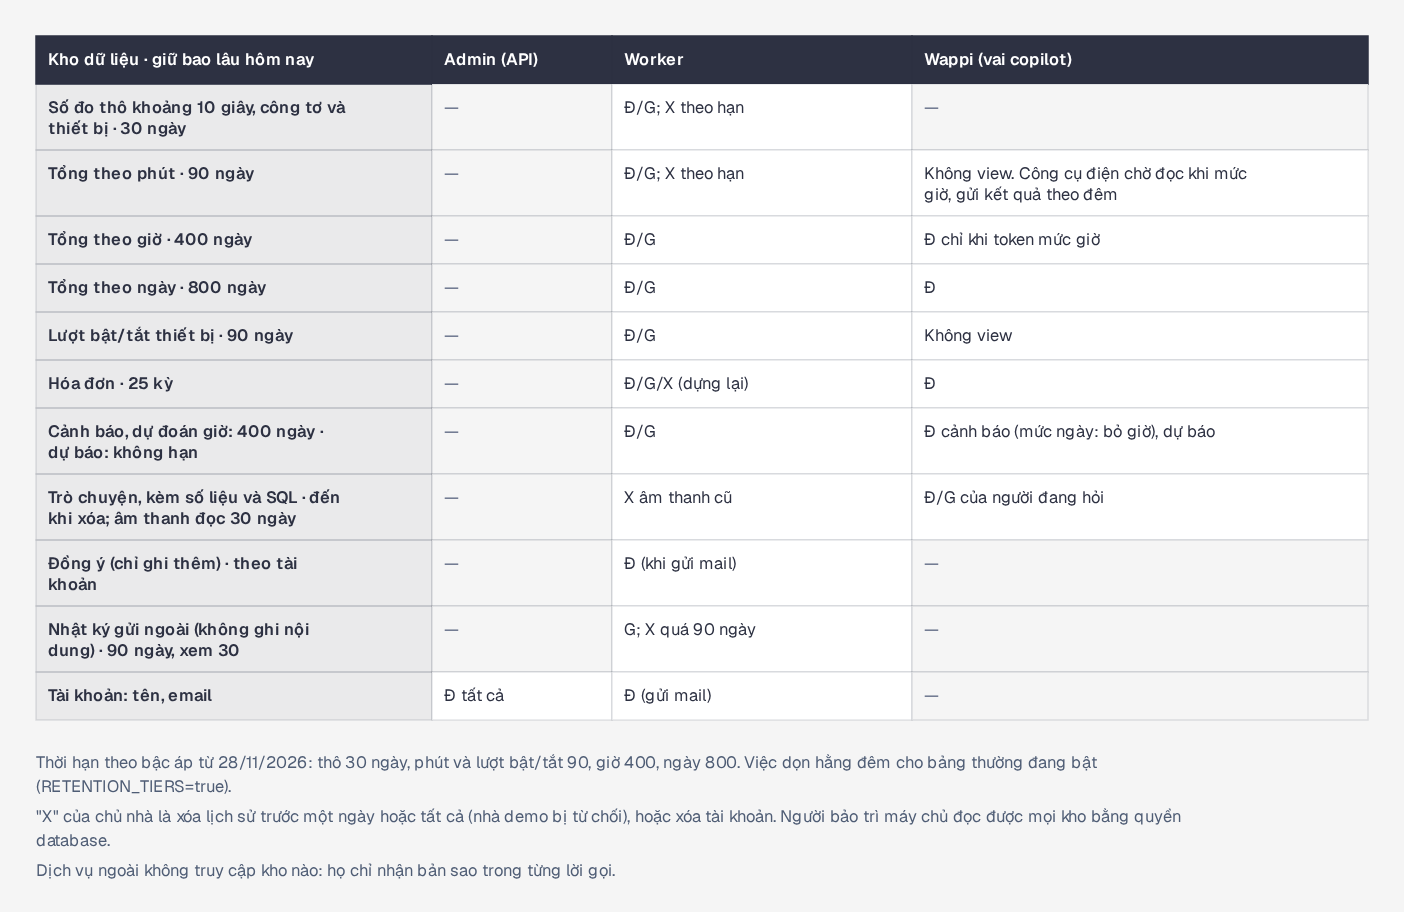 Kho dữ liệu · giữ bao lâu hôm nay
Admin (API)
Worker
Wappi (vai copilot)
Số đo thô khoảng 10 giây, công tơ và
thiết bị · 30 ngày
—
Đ/G; X theo hạn
—
Tổng theo phút · 90 ngày
—
Đ/G; X theo hạn
Không view. Công cụ điện chờ đọc khi mức
giờ, gửi kết quả theo đêm
Tổng theo giờ · 400 ngày
—
Đ/G
Đ chỉ khi token mức giờ
Tổng theo ngày · 800 ngày
—
Đ/G
Đ
Lượt bật/tắt thiết bị · 90 ngày
—
Đ/G
Không view
Hóa đơn · 25 kỳ
—
Đ/G/X (dựng lại)
Đ
Cảnh báo, dự đoán giờ: 400 ngày ·
dự báo: không hạn
—
Đ/G
Đ cảnh báo (mức ngày: bỏ giờ), dự báo
Trò chuyện, kèm số liệu và SQL · đến
khi xóa; âm thanh đọc 30 ngày
—
X âm thanh cũ
Đ/G của người đang hỏi
Đồng ý (chỉ ghi thêm) · theo tài
khoản
—
Đ (khi gửi mail)
—
Nhật ký gửi ngoài (không ghi nội
dung) · 90 ngày, xem 30
—
G; X quá 90 ngày
—
Tài khoản: tên, email
Đ tất cả
Đ (gửi mail)
—
Thời hạn theo bậc áp từ 28/11/2026: thô 30 ngày, phút và lượt bật/tắt 90, giờ 400, ngày 800. Việc dọn hằng đêm cho bảng thường đang bật
(RETENTION_TIERS=true).
"X" của chủ nhà là xóa lịch sử trước một ngày hoặc tất cả (nhà demo bị từ chối), hoặc xóa tài khoản. Người bảo trì máy chủ đọc được mọi kho bằng quyền
database.
Dịch vụ ngoài không truy cập kho nào: họ chỉ nhận bản sao trong từng lời gọi.